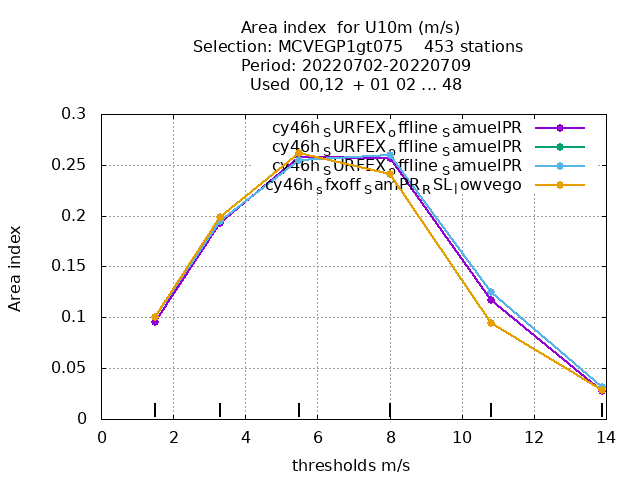 Area index  for U10m (m/s)
Selection: MCVEGP1gt075    453 stations
Period: 20220702-20220709
Used  00,12  + 01 02 ... 48
cy46h_SURFEX_offline_SamuelPR
cy46h_SURFEX_offline_SamuelPR
cy46h_SURFEX_offline_SamuelPR
cy46h_sfxoff_SamPR_RSL_lowvego
0.3
0.25
0.2
0.15
0.1
0.05
0
Area index
0 2 4 6 8 10 12 14
thresholds m/s